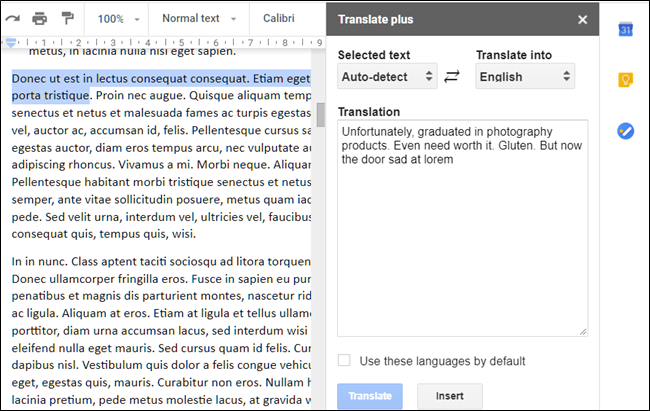 100%
Normal text
Calibri
1 2 3 4 5 6 7 8 9
metus, in lacinia nulla nisl eget sapien.
Donec ut est in lectus consequat consequat. Etiam eget
porta tristique. Proin nec augue. Quisque aliquam temp
senectus et netus et malesuada fames ac turpis egestas
vel, auctor ac, accumsan id, felis. Pellentesque cursus sa
egestas auctor, diam eros tempus arcu, nec vulputate au
adipiscing rhoncus. Vivamus a mi. Morbi neque. Aliquar
Pellentesque habitant morbi tristique senectus et netus
semper, ante vitae sollicitudin posuere, metus quam iac
pede. Sed velit urna, interdum vel, ultricies vel, faucibus
consequat quis, tempus quis, wisi.
In in nunc. Class aptent taciti sociosqu ad litora torquen
Donec ullamcorper fringilla eros. Fusce in sapien eu pur
penatibus et magnis dis parturient montes, nascetur rid
ac ligula. Aliquam at eros. Etiam at ligula et tellus ullamc
porttitor, diam urna accumsan lacus, sed interdum wisi
eleifend nulla eget mauris. Sed cursus quam id felis. Cur
dapibus nisl. Vestibulum quis dolor a felis congue vehicu
eget, egestas quis, mauris. Curabitur non eros. Nullam h
lacinia pretium, pede metus molestie lacus, at gravida w
Translate plus
Selected text
Translate into
Auto-detect
English
Translation
Unfortunately, graduated in photography
products. Even need worth it. Gluten. But now
the door sad at lorem
Use these languages by default
Translate
Insert
31